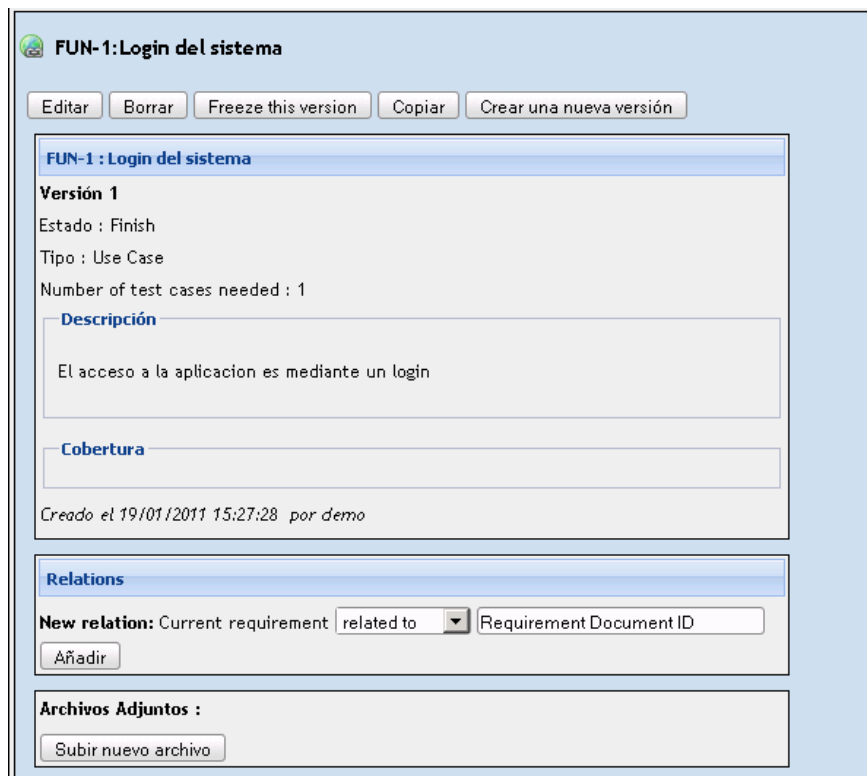 FUN-1:Login del sistema
Editar Borrar Freeze this version Copiar Crear una nueva versión
FUN-1 : Login del sistema
Versión 1
Estado : Finish
Tipo : Use Case
Number of test cases needed : 1
Descripción
El acceso a la aplicacion es mediante un login
Cobertura
Creado el 19/01/2011 15:27:28 por demo
Relations
New relation: Current requirement related to Requirement Document ID
Añadir
Archivos Adjuntos :
Subir nuevo archivo